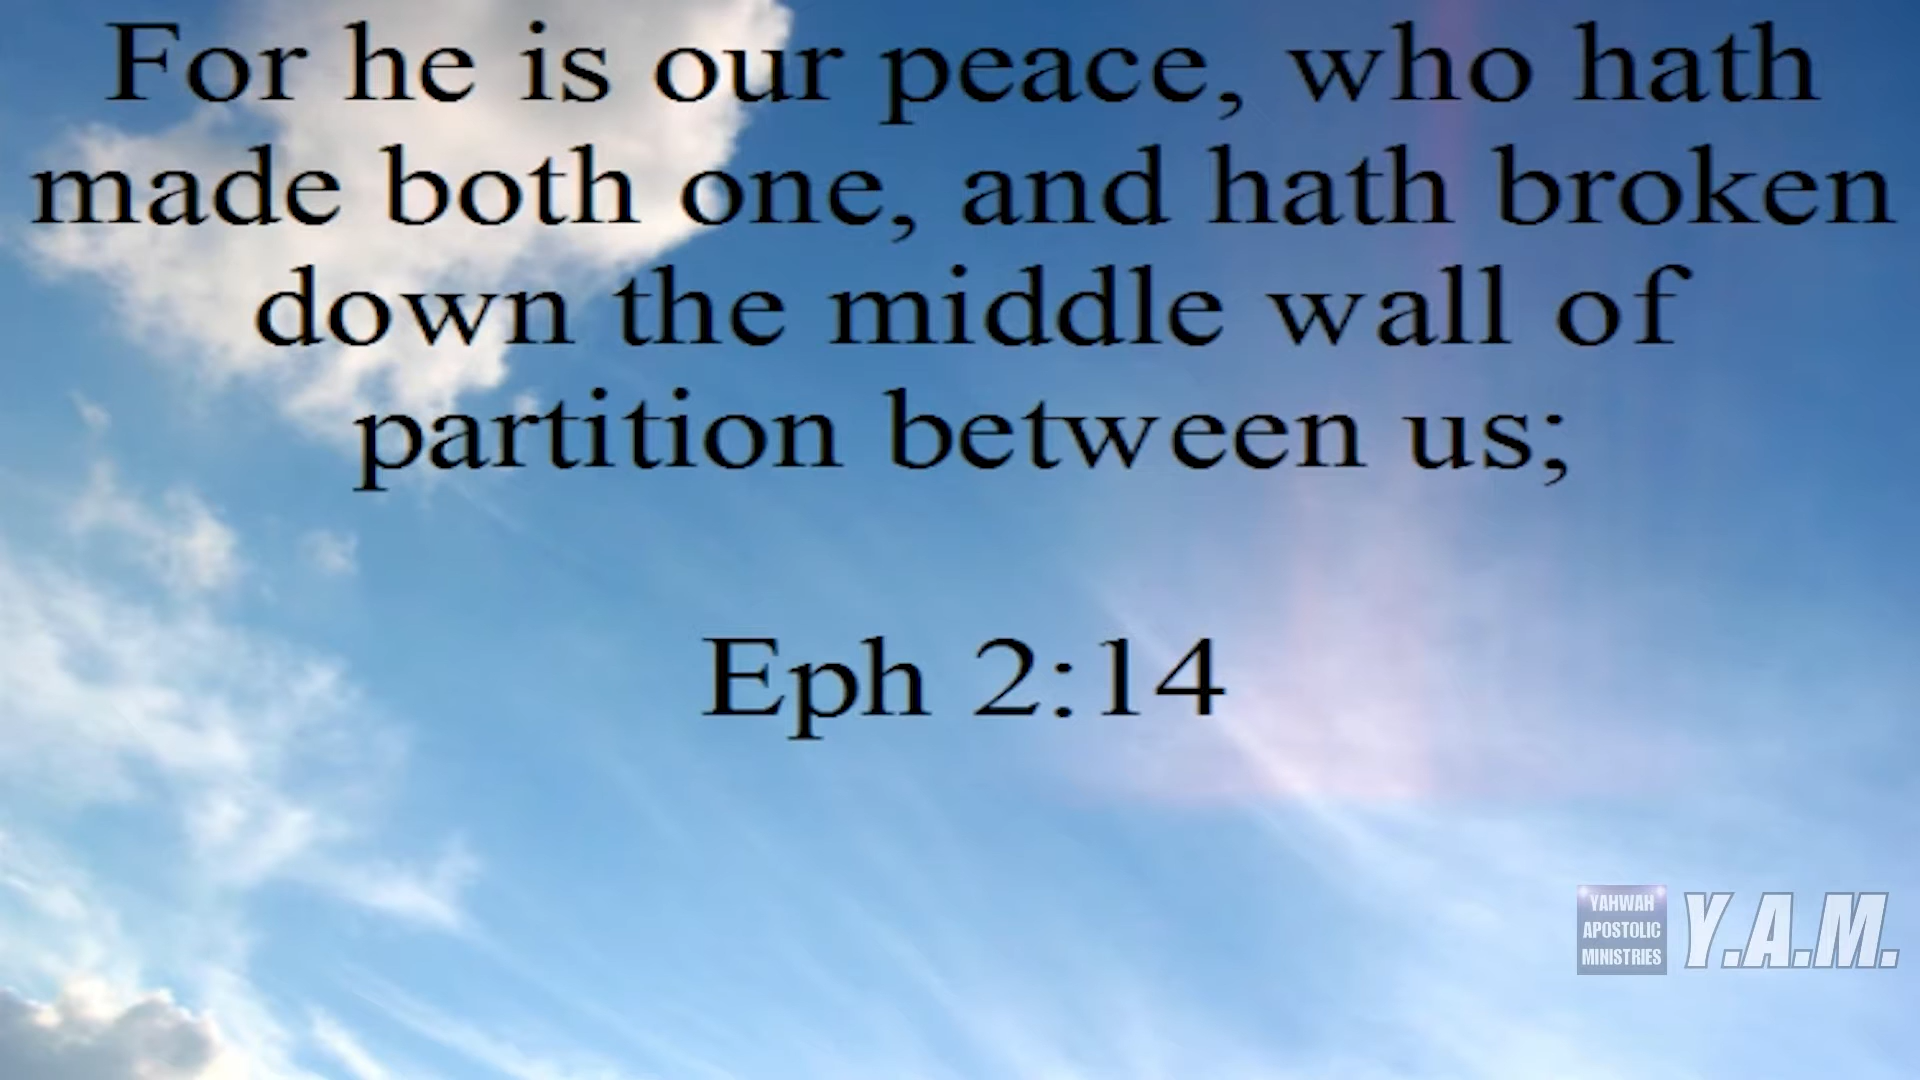 For he is our peace, who hath
made both one, and hath broken
down the middle wall of
partition between us;
Eph 2:14
YAHWAH
APOSTOLIC
MINISTRIES
Y.A.M.